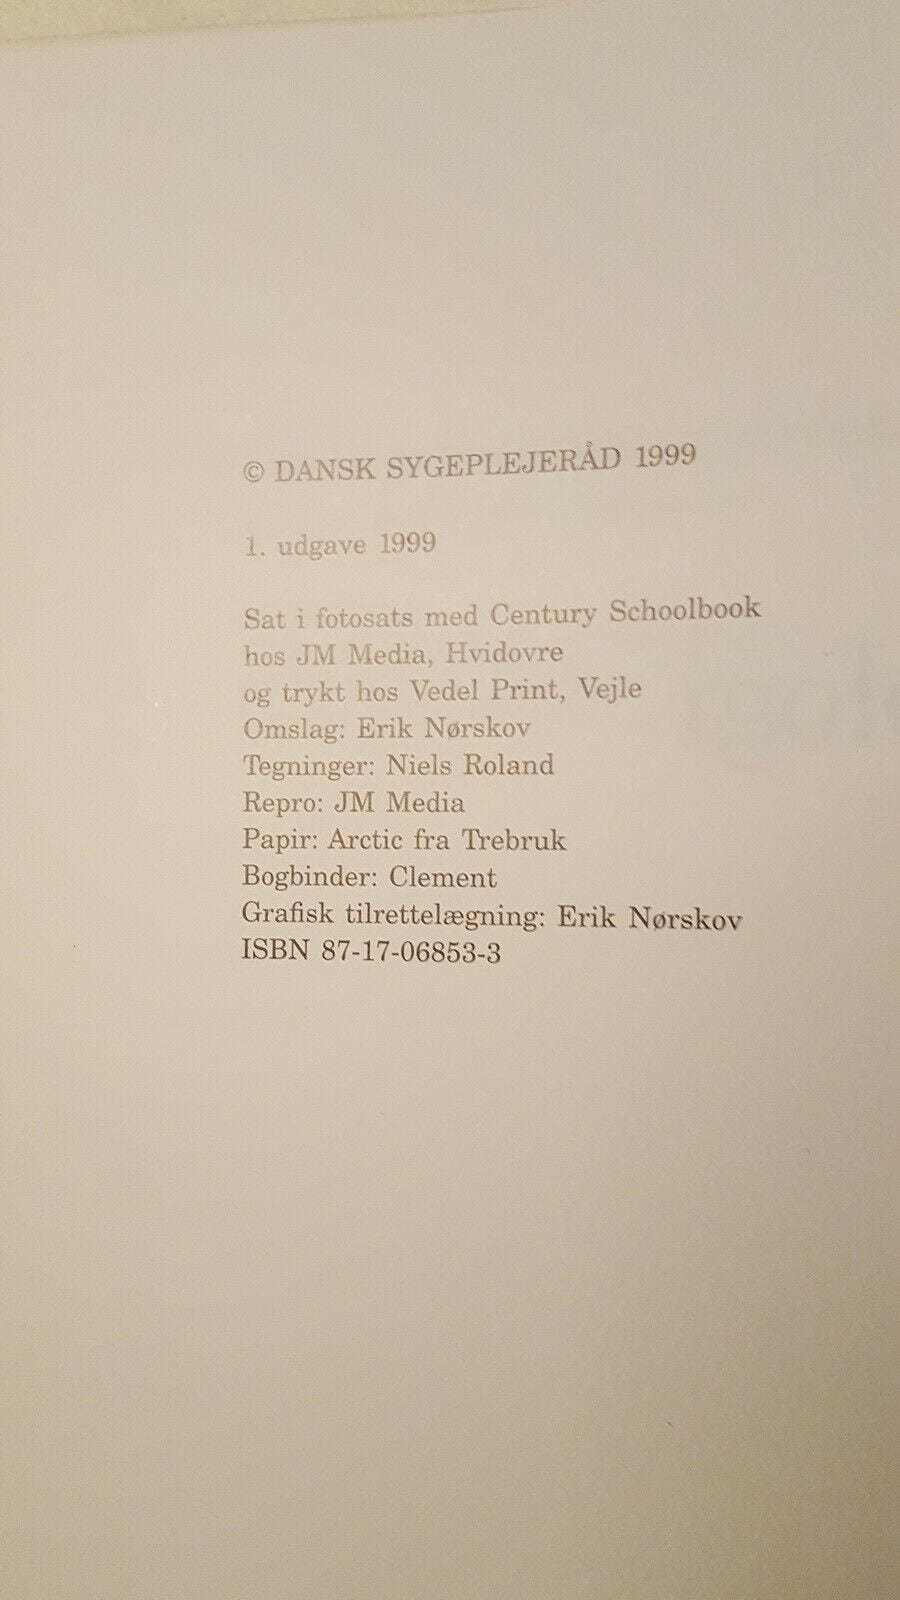 © DANSK SYGEPLEJERÅD 1999
1. udgave 1999
Sat i fotosats med Century Schoolbook
hos JM Media, Hvidovre
og trykt hos Vedel Print, Vejle
Omslag: Erik Nørskov
Tegninger: Niels Roland
Repro: JM Media
Papir: Arctic fra Trebruk
Bogbinder: Clement
Grafisk tilrettelægning: Erik Nørskov
ISBN 87-17-06853-3